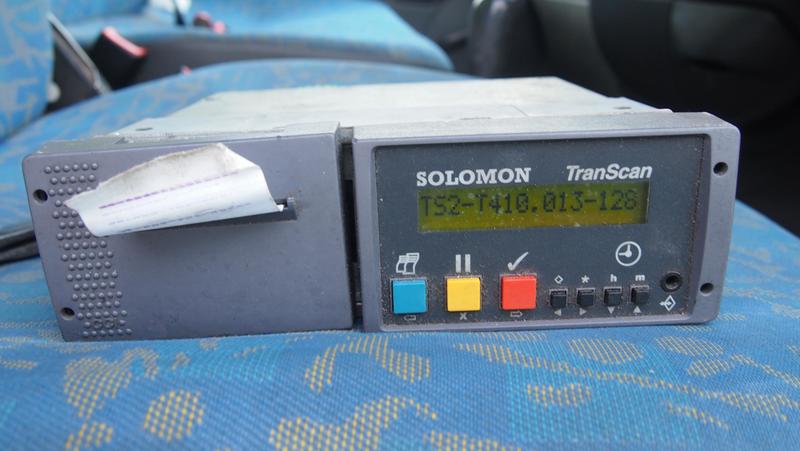 SOLOMON TranScan
TS2-T410.013-128
h m
x